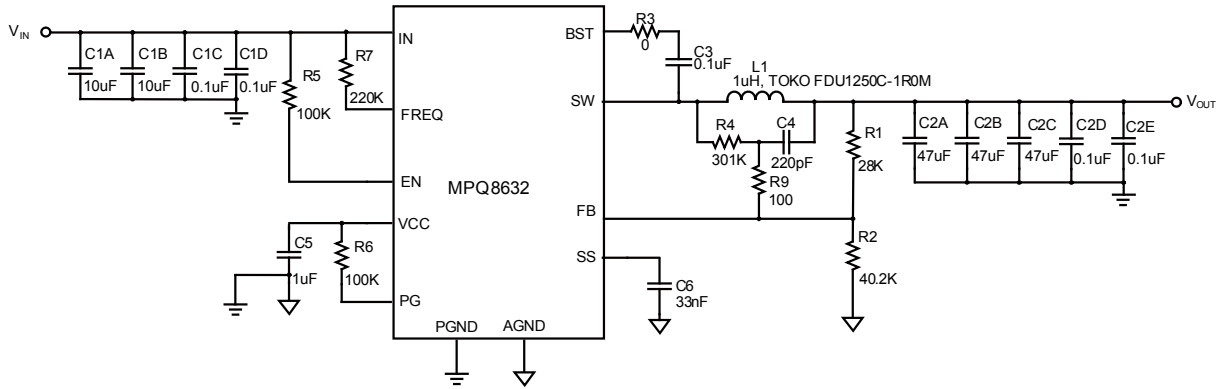 V_IN
C1A
10uF
C1B
10uF
C1C
0.1uF
C1D
0.1uF
R5
100K
R7
220K
IN
FREQ
EN
VCC
PG
PGND
AGND
MPQ8632
BST
SW
FB
SS
R3
0
C3
0.1uF
L1
1uH, TOKO FDU1250C-1R0M
R4
301K
C4
220pF
R9
100
R1
28K
R2
40.2K
C2A
47uF
C2B
47uF
C2C
47uF
C2D
0.1uF
C2E
0.1uF
V_OUT
C5
1uF
R6
100K
C6
33nF